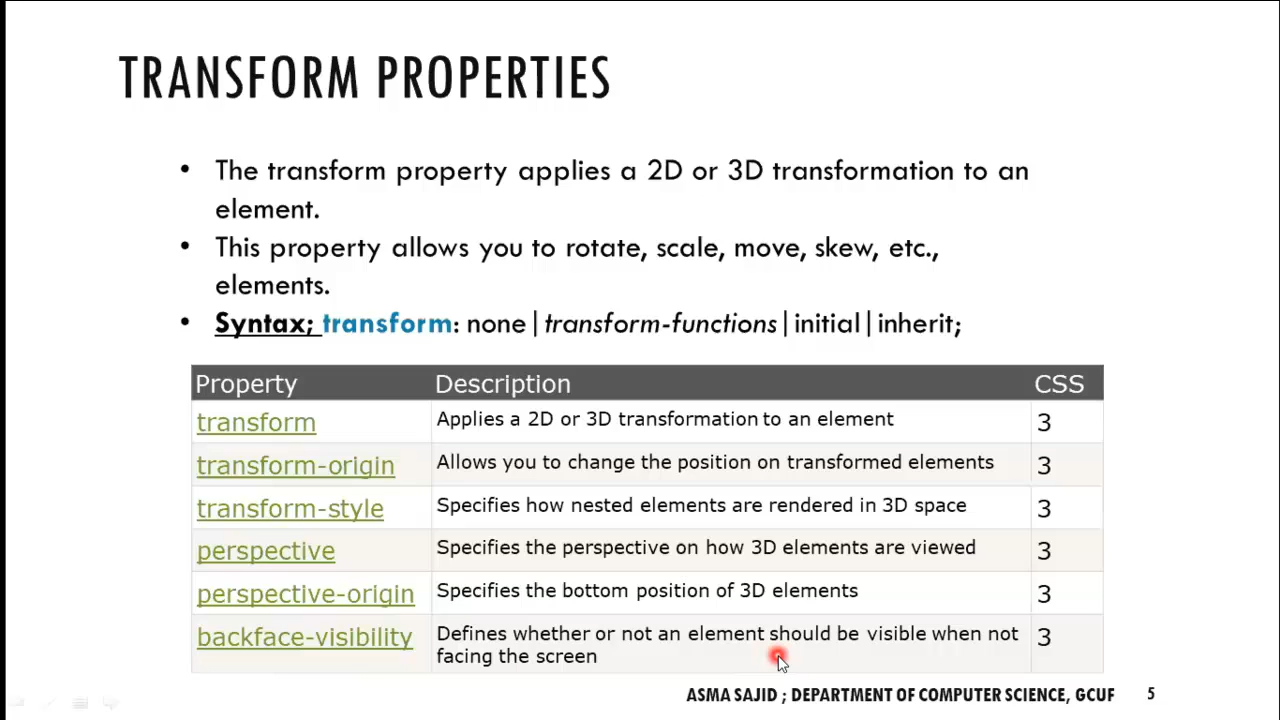 TRANSFORM PROPERTIES
• The transform property applies a 2D or 3D transformation to an
element.
• This property allows you to rotate, scale, move, skew, etc.,
elements.
• Syntax; transform: none|transform-functions|initial|inherit;
Property Description CSS
transform Applies a 2D or 3D transformation to an element 3
transform-origin Allows you to change the position on transformed elements 3
transform-style Specifies how nested elements are rendered in 3D space 3
perspective Specifies the perspective on how 3D elements are viewed 3
perspective-origin Specifies the bottom position of 3D elements 3
backface-visibility Defines whether or not an element should be visible when not 3
facing the screen
ASMA SAJID ; DEPARTMENT OF COMPUTER SCIENCE, GCUF 5